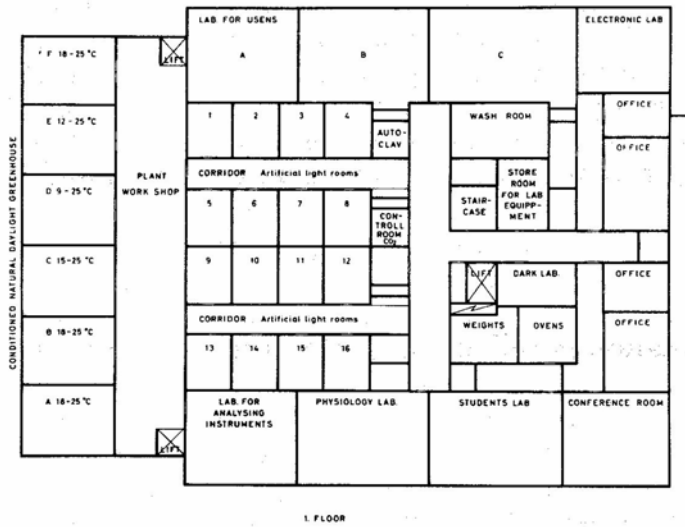 LAB. FOR USENS
A
B
C
ELECTRONIC LAB
LIFT
F 18-25 °C
E 12-25 °C
D 9-25 °C
C 15-25 °C
B 18-25 °C
A 18-25 °C
CONDITIONED NATURAL DAYLIGHT GREENHOUSE
PLANT
WORK SHOP
1
2
3
4
AUTO-
CLAV
WASH ROOM
OFFICE
OFFICE
CORRIDOR Artificial light rooms
STAIR-
CASE
STORE
ROOM
FOR LAB
EQUIPP-
MENT
5
6
7
8
CON-
TROLL
ROOM
CO2
9
10
11
12
LIFT
DARK LAB.
OFFICE
OFFICE
CORRIDOR Artificial light rooms
WEIGHTS
OVENS
13
14
15
16
LAB. FOR
ANALYSING
INSTRUMENTS
PHYSIOLOGY LAB.
STUDENTS LAB
CONFERENCE ROOM
LIFT
1. FLOOR